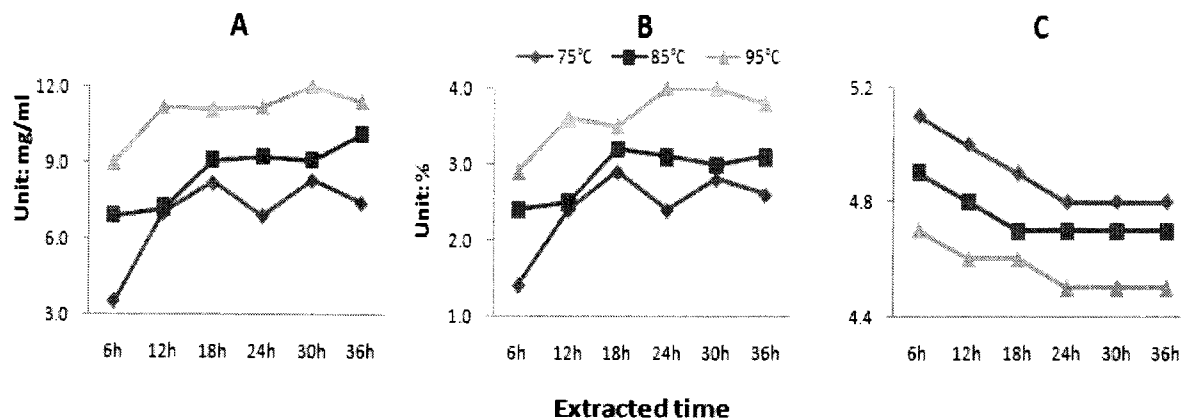 A
B
C
75°C 85°C 95°C
Unit: mg/ml
12.0
9.0
6.0
3.0
6h 12h 18h 24h 30h 36h
Unit: %
4.0
3.0
2.0
1.0
6h 12h 18h 24h 30h 36h
5.2
4.8
4.4
6h 12h 18h 24h 30h 36h
Extracted time